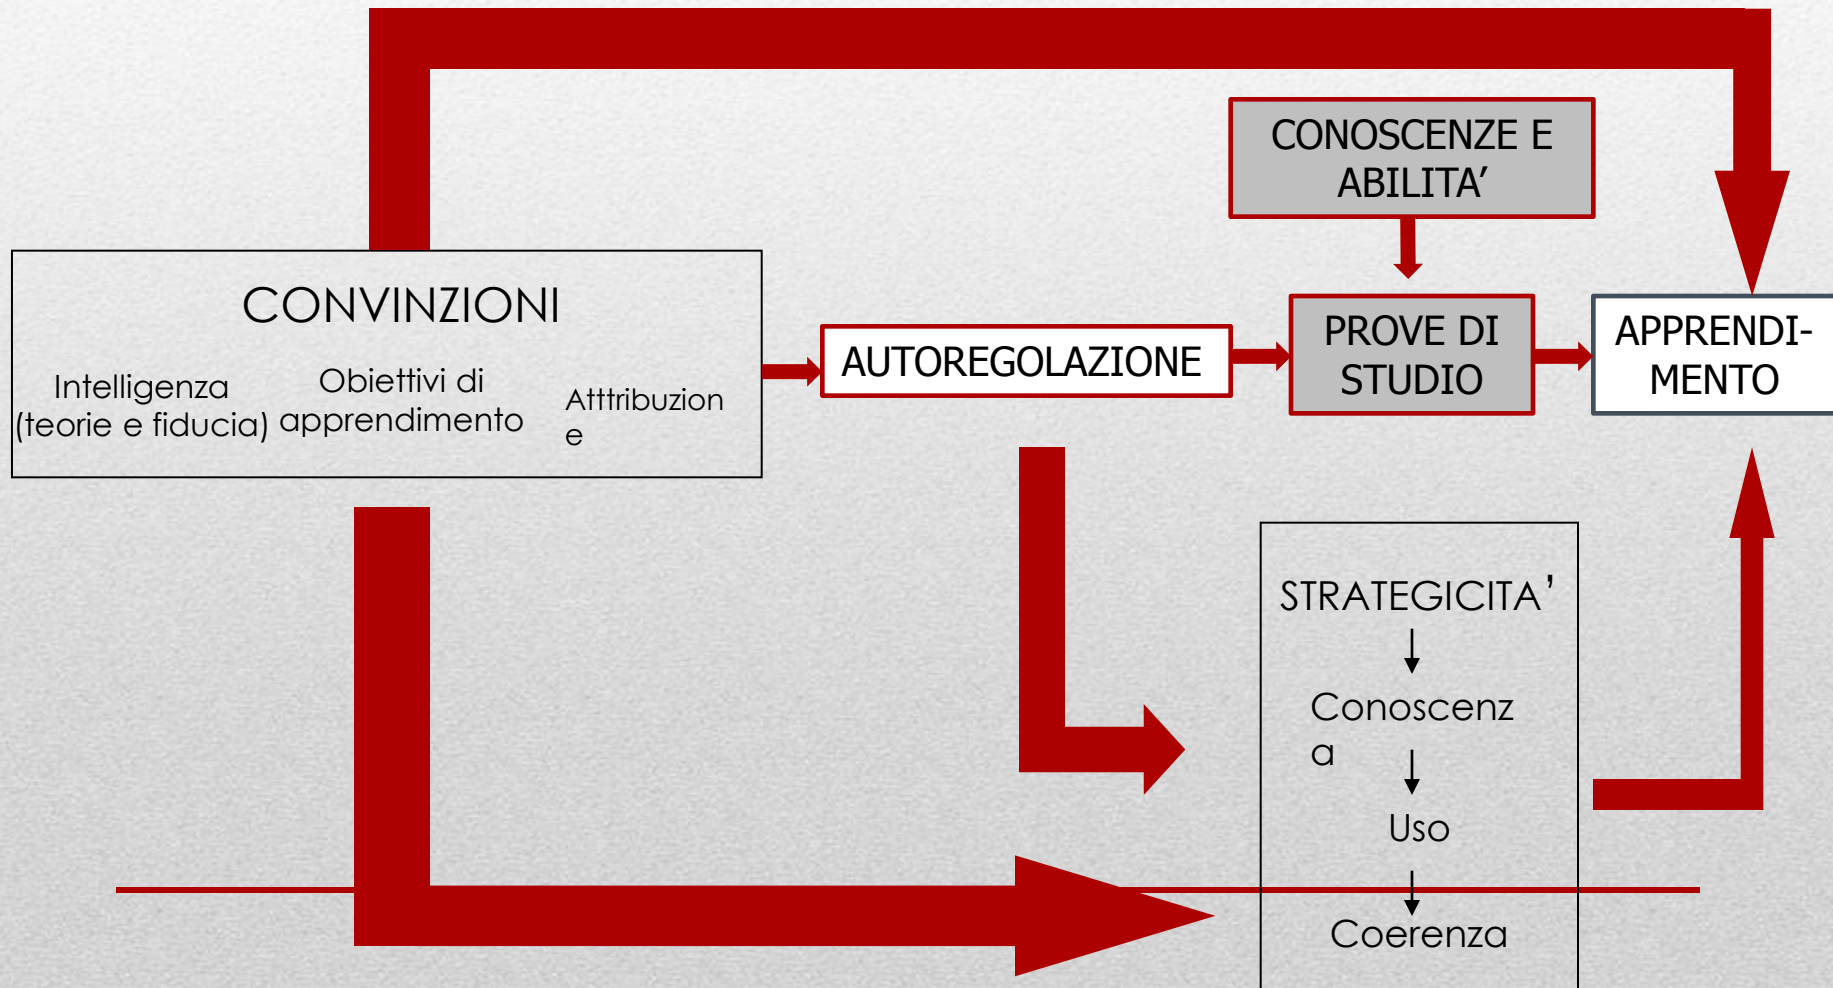 CONOSCENZE E
ABILITA’
CONVINZIONI
Intelligenza
(teorie e fiducia)
Obiettivi di
apprendimento
Atttribuzion
e
AUTOREGOLAZIONE
PROVE DI
STUDIO
APPRENDI-
MENTO
STRATEGICITA’
Conoscenz
a
Uso
Coerenza